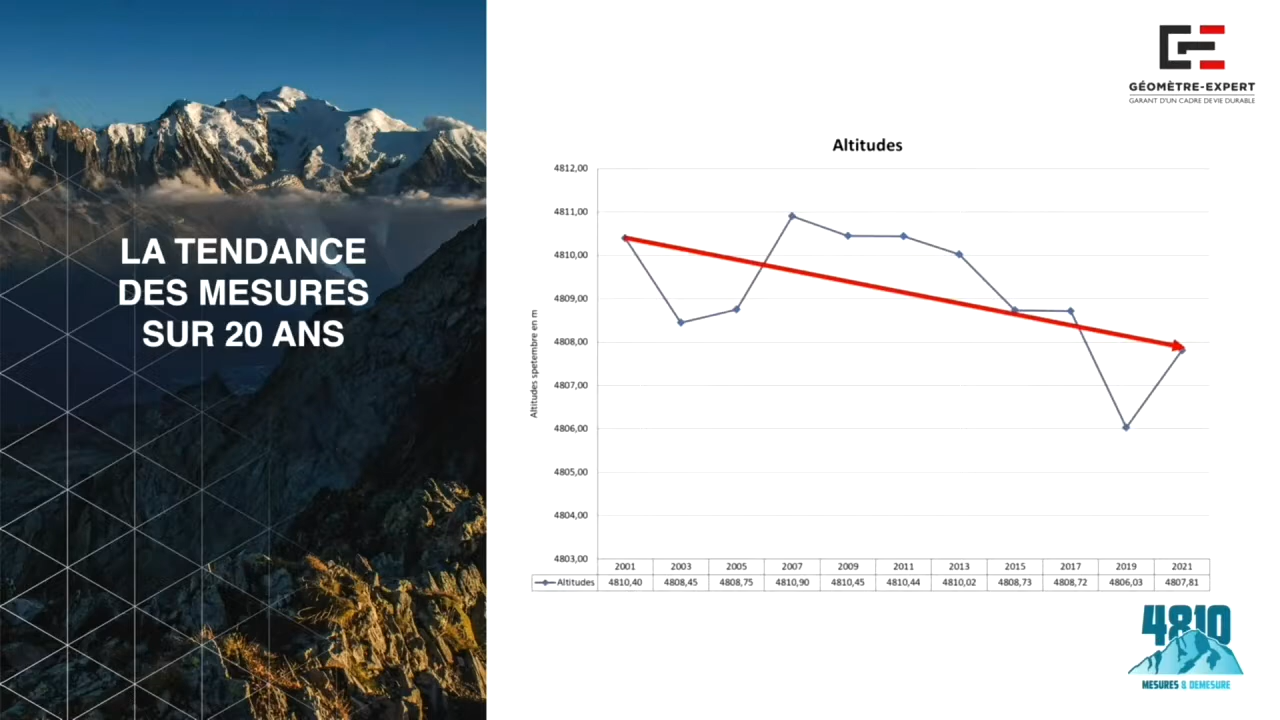 LA TENDANCE
DES MESURES
SUR 20 ANS
GÉOMÈTRE-EXPERT
GARANT D'UN CADRE DE VIE DURABLE
Altitudes
Altitudes spetembre en m
4812,00
4811,00
4810,00
4809,00
4808,00
4807,00
4806,00
4805,00
4804,00
4803,00
2001 2003 2005 2007 2009 2011 2013 2015 2017 2019 2021
Altitudes 4810,40 4808,45 4808,75 4810,90 4810,45 4810,44 4810,02 4808,73 4808,72 4806,03 4807,81
4810
MESURES & DEMESURE